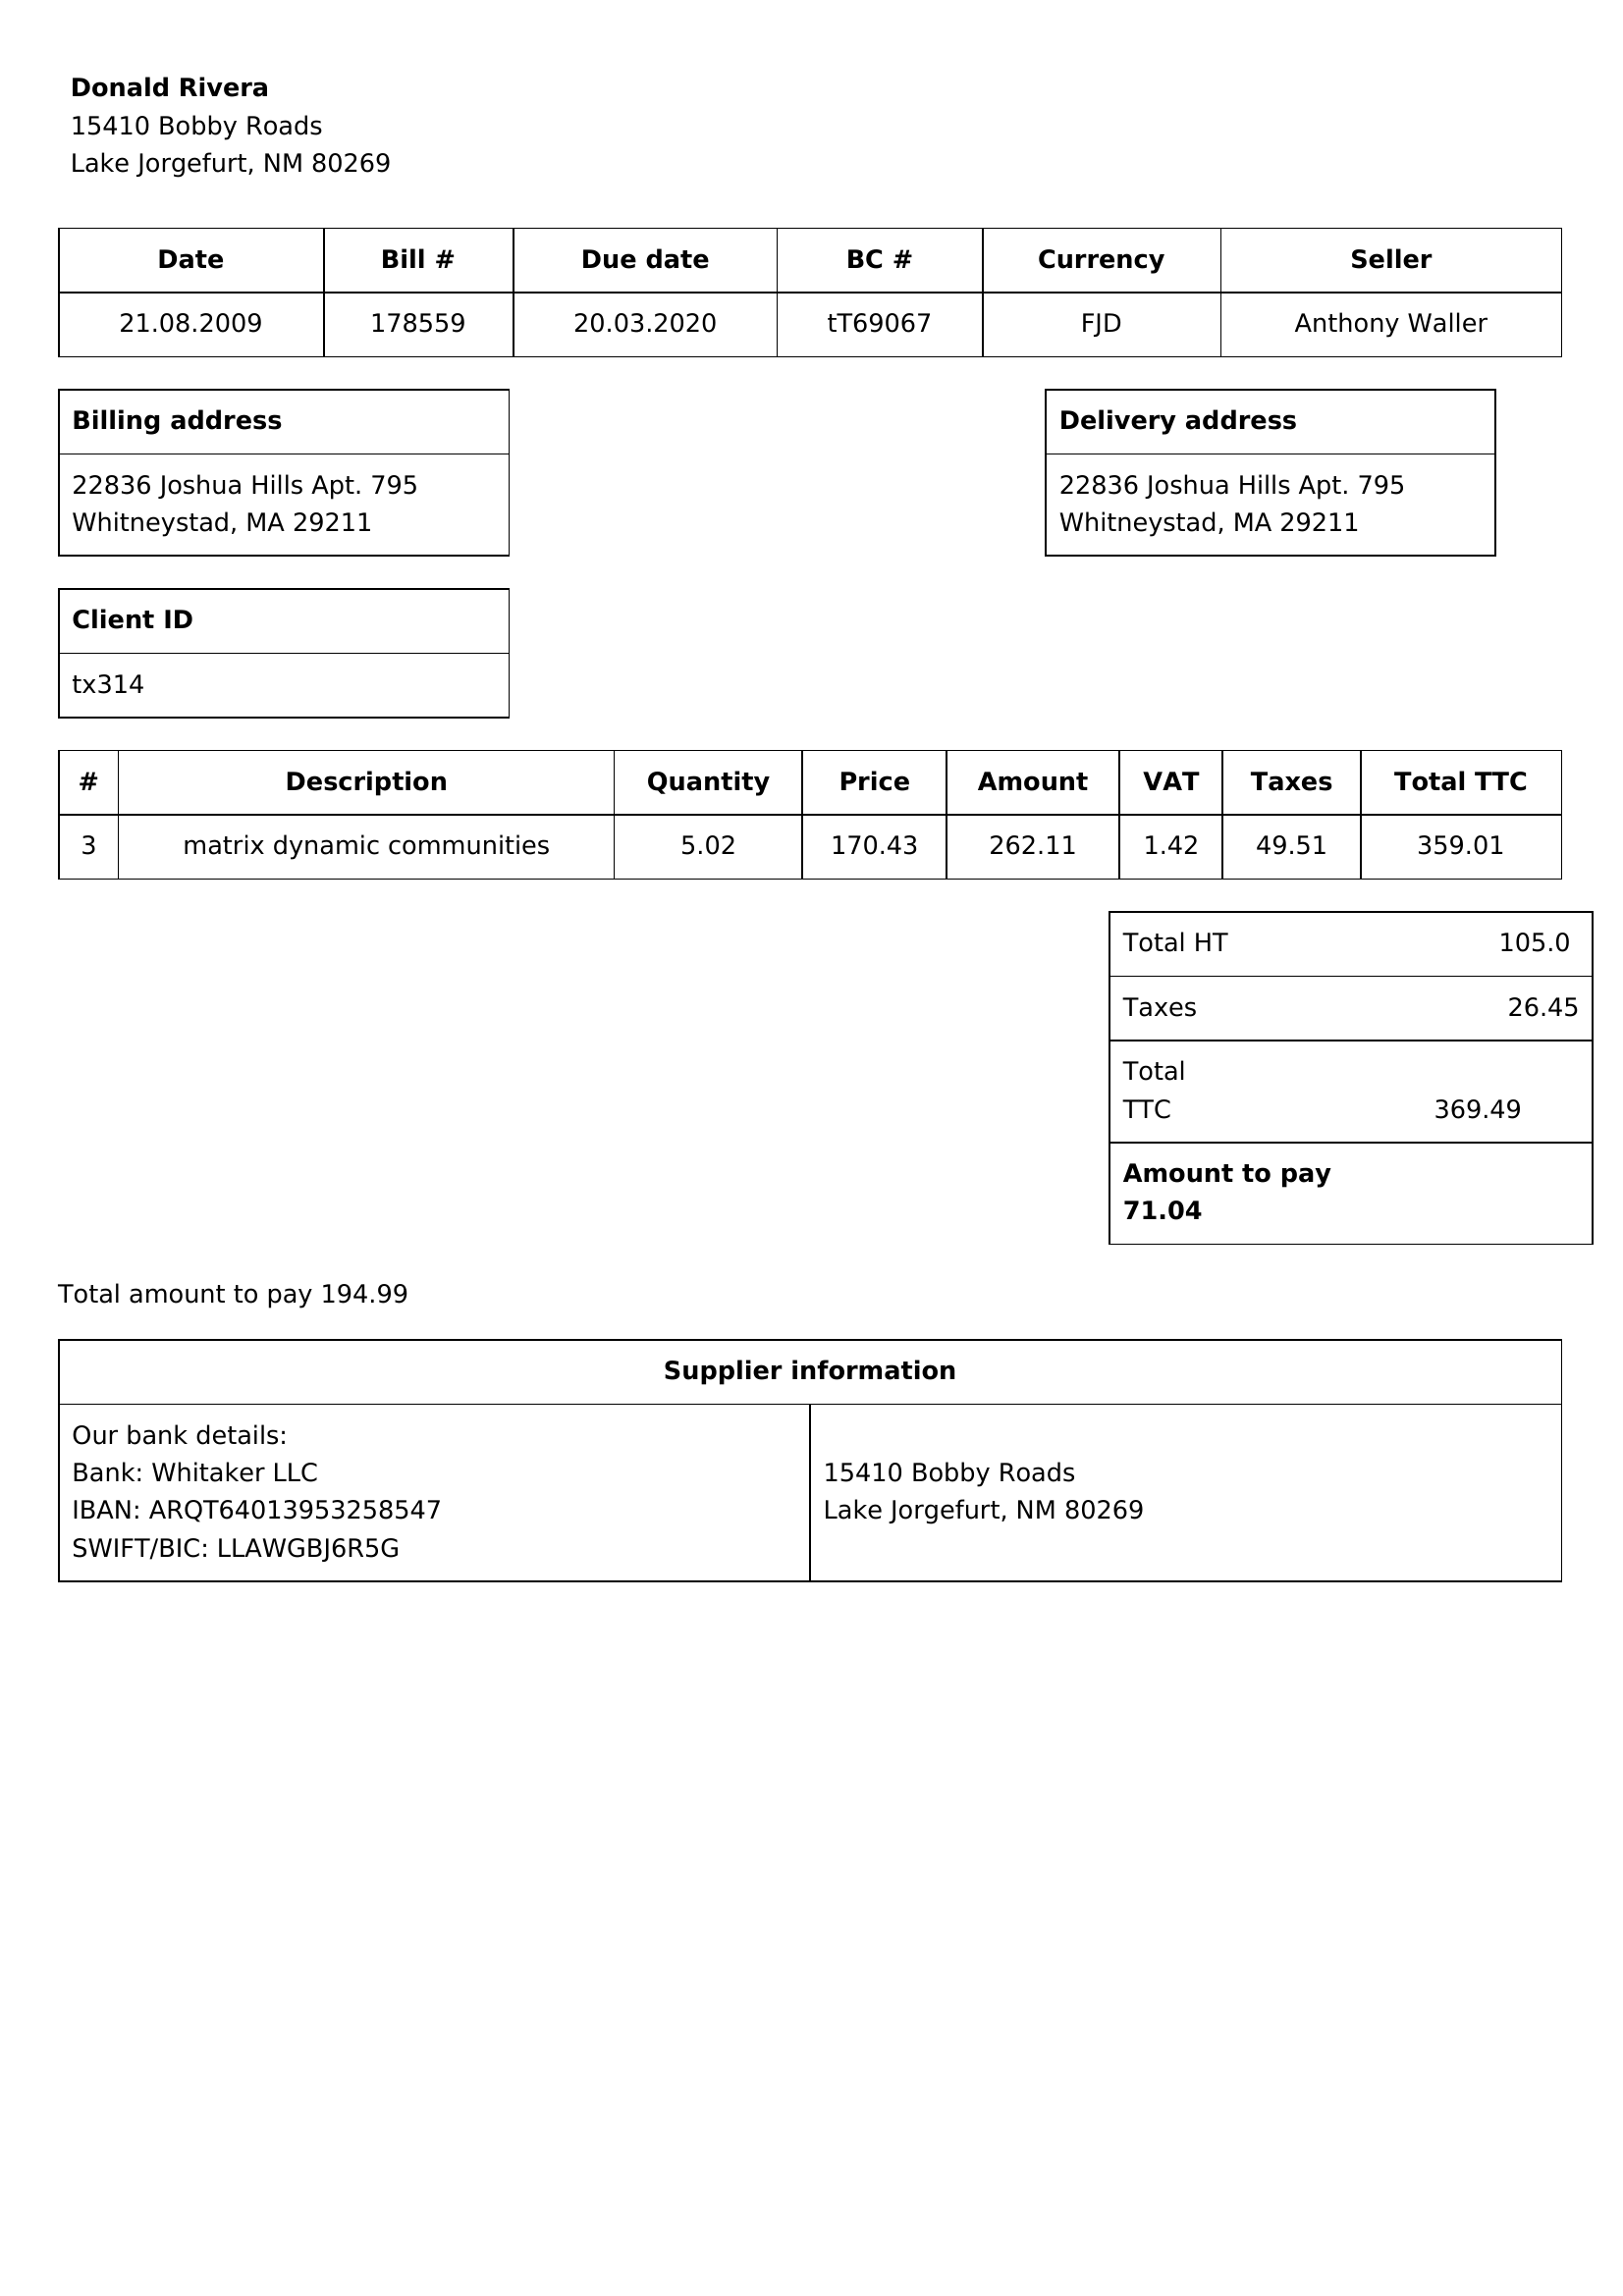 Donald Rivera
15410 Bobby Roads
Lake Jorgefurt, NM 80269
Date Bill # Due date BC # Currency Seller
21.08.2009 178559 20.03.2020 tT69067 FJD Anthony Waller
Billing address
22836 Joshua Hills Apt. 795
Whitneystad, MA 29211
Delivery address
22836 Joshua Hills Apt. 795
Whitneystad, MA 29211
Client ID
tx314
# Description Quantity Price Amount VAT Taxes Total TTC
3 matrix dynamic communities 5.02 170.43 262.11 1.42 49.51 359.01
Total HT 105.0
Taxes 26.45
Total
TTC 369.49
Amount to pay
71.04
Total amount to pay 194.99
Supplier information
Our bank details:
Bank: Whitaker LLC
IBAN: ARQT64013953258547
SWIFT/BIC: LLAWGBJ6R5G
15410 Bobby Roads
Lake Jorgefurt, NM 80269